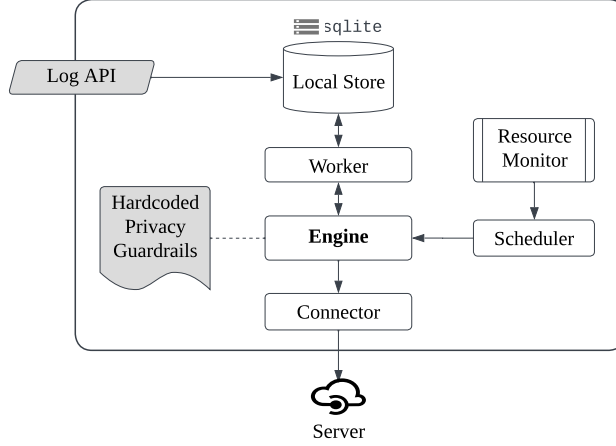 sqlite
Log API
Local Store
Resource
Monitor
Worker
Hardcoded
Privacy
Guardrails
Engine
Scheduler
Connector
Server